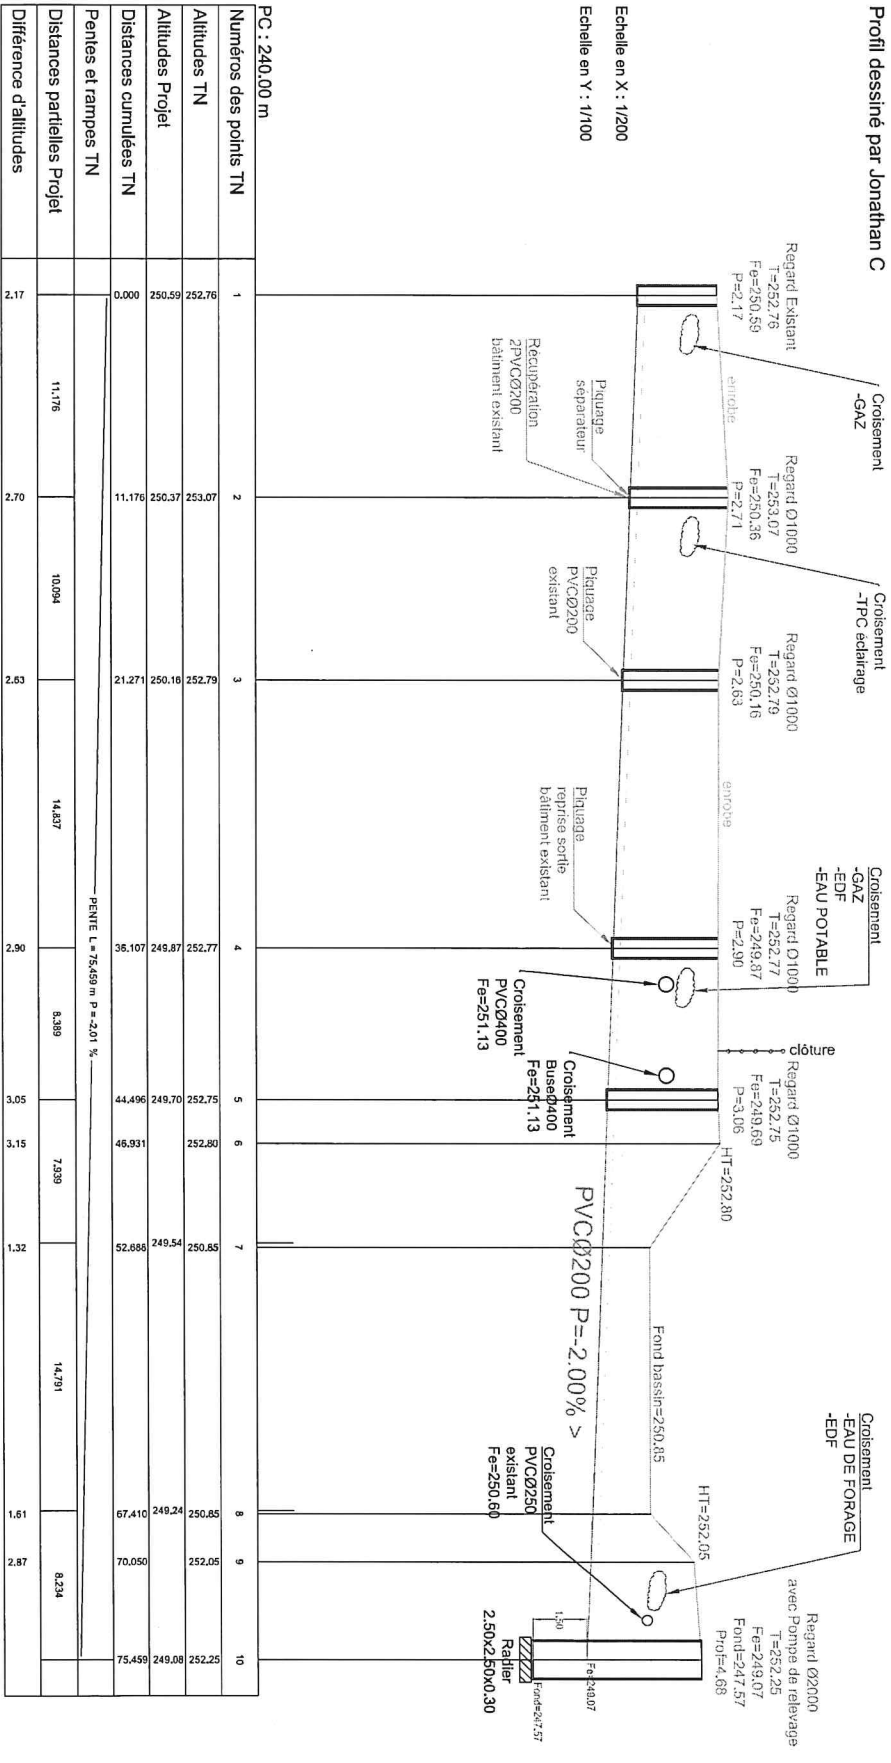 Profil dessiné par Jonathan C
Echelle en X : 1/200
Echelle en Y : 1/100
Croisement
-GAZ
Croisement
-TPC éclairage
Croisement
-GAZ
-EDF
-EAU POTABLE
Croisement
-EAU DE FORAGE
-EDF
Regard Existant
T=252.76
Fe=250.59
P=2.17
enrobe
Regard Ø1000
T=253.07
Fe=250.36
P=2.71
Regard Ø1000
T=252.79
Fe=250.16
P=2.63
enrobe
Regard Ø1000
T=252.77
Fe=249.87
P=2.90
clôture
Regard Ø1000
T=252.75
Fe=249.69
P=3.06
HT=252.80
Fond bassin=250.85
HT=252.05
Regard Ø2000
avec Pompe de relevage
T=252.25
Fe=249.07
Fond=247.57
Prof=4.68
Piquage
séparateur
Récupération
2PVCØ200
bâtiment existant
Piquage
PVCØ200
existant
Piquage
reprise sortie
bâtiment existant
Croisement
PVCØ400
Fe=251.13
Croisement
BuseØ400
Fe=251.13
PVCØ200 P=-2.00% >
Croisement
PVCØ250
existant
Fe=250.60
1.50
Fe=249.07
Fond=247.57
Radier
2.50x2.50x0.30
PC : 240.00 m
Numéros des points TN 1 2 3 4 5 6 7 8 9 10
Altitudes TN 252.76 253.07 252.79 252.77 252.75 252.80 250.85 250.85 252.05 252.25
Altitudes Projet 250.59 250.37 250.16 249.87 249.70 249.54 249.24 249.08
Distances cumulées TN 0.000 11.176 21.271 36.107 44.496 46.931 52.688 67.410 70.050 75.459
Pentes et rampes TN PENTE L = 75.459 m P = -2.01 %
Distances partielles Projet 11.176 10.094 14.837 8.389 7.939 14.791 8.234
Différence d'altitudes 2.17 2.70 2.63 2.90 3.05 3.15 1.32 1.61 2.87